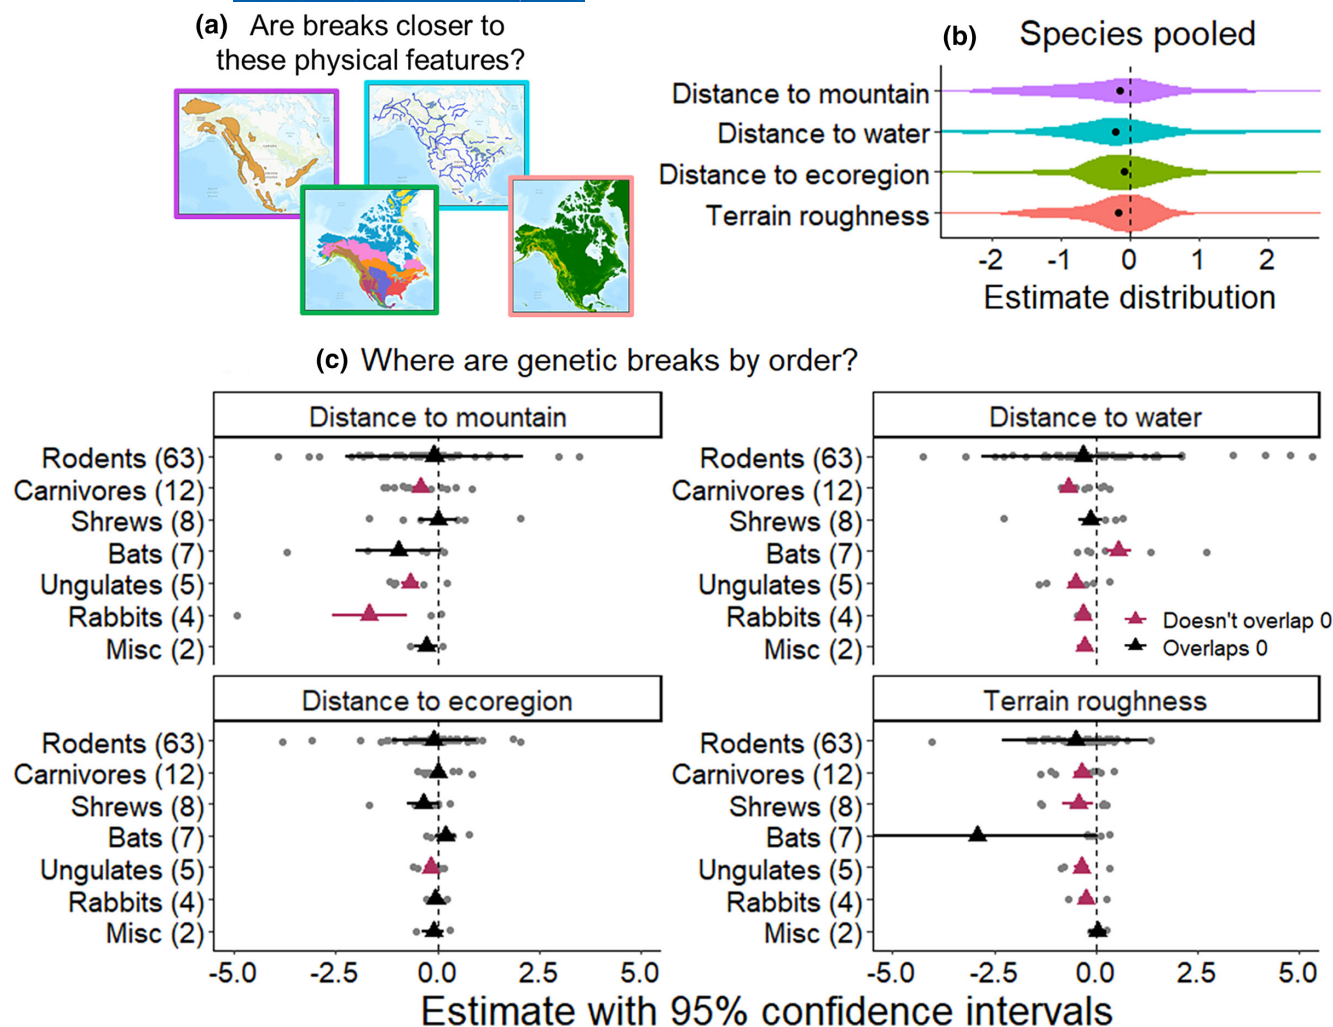 (a) Are breaks closer to
these physical features?
(b) Species pooled
Distance to mountain
Distance to water
Distance to ecoregion
Terrain roughness
-2 -1 0 1 2
Estimate distribution
(c) Where are genetic breaks by order?
Distance to mountain
Rodents (63)
Carnivores (12)
Shrews (8)
Bats (7)
Ungulates (5)
Rabbits (4)
Misc (2)
Distance to water
Rodents (63)
Carnivores (12)
Shrews (8)
Bats (7)
Ungulates (5)
Rabbits (4)
Misc (2)
Doesn't overlap 0
Overlaps 0
Distance to ecoregion
Rodents (63)
Carnivores (12)
Shrews (8)
Bats (7)
Ungulates (5)
Rabbits (4)
Misc (2)
-5.0 -2.5 0.0 2.5 5.0
Terrain roughness
Rodents (63)
Carnivores (12)
Shrews (8)
Bats (7)
Ungulates (5)
Rabbits (4)
Misc (2)
-5.0 -2.5 0.0 2.5 5.0
Estimate with 95% confidence intervals